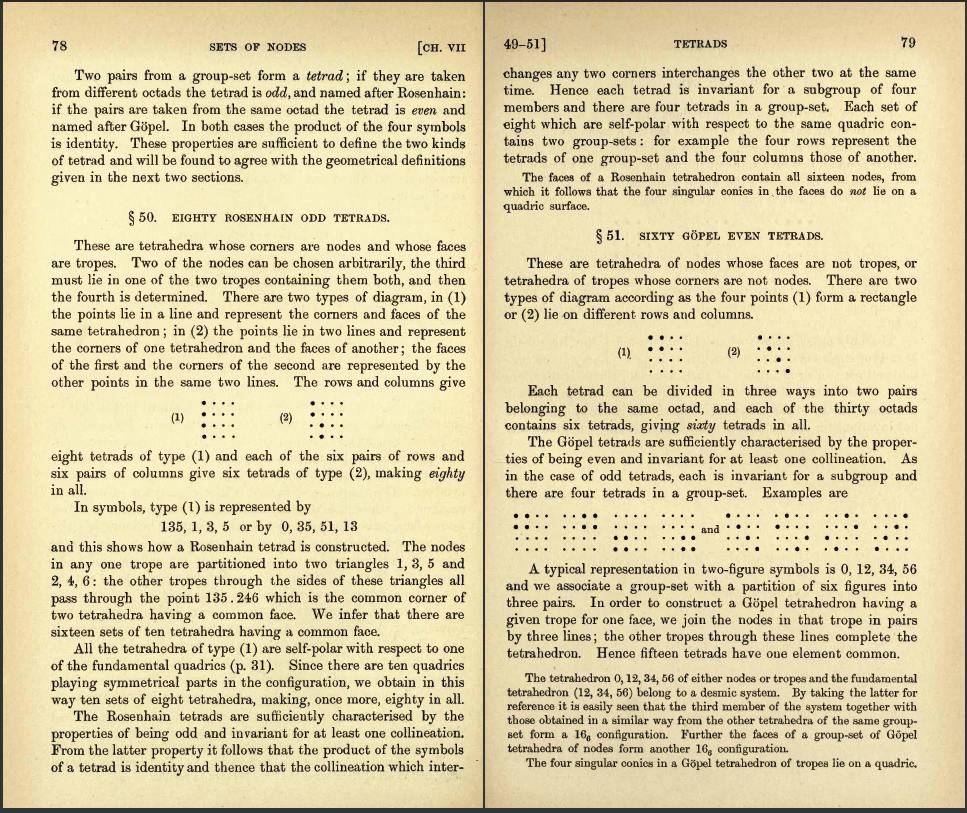 78
SETS OF NODES
[CH. VII
Two pairs from a group-set form a tetrad; if they are taken
from different octads the tetrad is odd, and named after Rosenhain:
if the pairs are taken from the same octad the tetrad is even and
named after Göpel. In both cases the product of the four symbols
is identity. These properties are sufficient to define the two kinds
of tetrad and will be found to agree with the geometrical definitions
given in the next two sections.
§ 50. EIGHTY ROSENHAIN ODD TETRADS.
These are tetrahedra whose corners are nodes and whose faces
are tropes. Two of the nodes can be chosen arbitrarily, the third
must lie in one of the two tropes containing them both, and then
the fourth is determined. There are two types of diagram, in (1)
the points lie in a line and represent the corners and faces of the
same tetrahedron; in (2) the points lie in two lines and represent
the corners of one tetrahedron and the faces of another; the faces
of the first and the corners of the second are represented by the
other points in the same two lines. The rows and columns give
(1) (2)
eight tetrads of type (1) and each of the six pairs of rows and
six pairs of columns give six tetrads of type (2), making eighty
in all.
In symbols, type (1) is represented by
135, 1, 3, 5 or by 0, 35, 51, 13
and this shows how a Rosenhain tetrad is constructed. The nodes
in any one trope are partitioned into two triangles 1, 3, 5 and
2, 4, 6: the other tropes through the sides of these triangles all
pass through the point 135.246 which is the common corner of
two tetrahedra having a common face. We infer that there are
sixteen sets of ten tetrahedra having a common face.
All the tetrahedra of type (1) are self-polar with respect to one
of the fundamental quadrics (p. 31). Since there are ten quadrics
playing symmetrical parts in the configuration, we obtain in this
way ten sets of eight tetrahedra, making, once more, eighty in all.
The Rosenhain tetrads are sufficiently characterised by the
properties of being odd and invariant for at least one collineation.
From the latter property it follows that the product of the symbols
of a tetrad is identity and thence that the collineation which inter-
49–51]
TETRADS
79
changes any two corners interchanges the other two at the same
time. Hence each tetrad is invariant for a subgroup of four
members and there are four tetrads in a group-set. Each set of
eight which are self-polar with respect to the same quadric con-
tains two group-sets: for example the four rows represent the
tetrads of one group-set and the four columns those of another.
The faces of a Rosenhain tetrahedron contain all sixteen nodes, from
which it follows that the four singular conics in the faces do not lie on a
quadric surface.
§ 51. SIXTY GÖPEL EVEN TETRADS.
These are tetrahedra of nodes whose faces are not tropes, or
tetrahedra of tropes whose corners are not nodes. There are two
types of diagram according as the four points (1) form a rectangle
or (2) lie on different rows and columns.
(1) (2)
Each tetrad can be divided in three ways into two pairs
belonging to the same octad, and each of the thirty octads
contains six tetrads, giving sixty tetrads in all.
The Göpel tetrads are sufficiently characterised by the proper-
ties of being even and invariant for at least one collineation. As
in the case of odd tetrads, each is invariant for a subgroup and
there are four tetrads in a group-set. Examples are
and
A typical representation in two-figure symbols is 0, 12, 34, 56
and we associate a group-set with a partition of six figures into
three pairs. In order to construct a Göpel tetrahedron having a
given trope for one face, we join the nodes in that trope in pairs
by three lines; the other tropes through these lines complete the
tetrahedron. Hence fifteen tetrads have one element common.
The tetrahedron 0, 12, 34, 56 of either nodes or tropes and the fundamental
tetrahedron (12, 34, 56) belong to a desmic system. By taking the latter for
reference it is easily seen that the third member of the system together with
those obtained in a similar way from the other tetrahedra of the same group-
set form a 16₆ configuration. Further the faces of a group-set of Göpel
tetrahedra of nodes form another 16₆ configuration.
The four singular conics in a Göpel tetrahedron of tropes lie on a quadric.